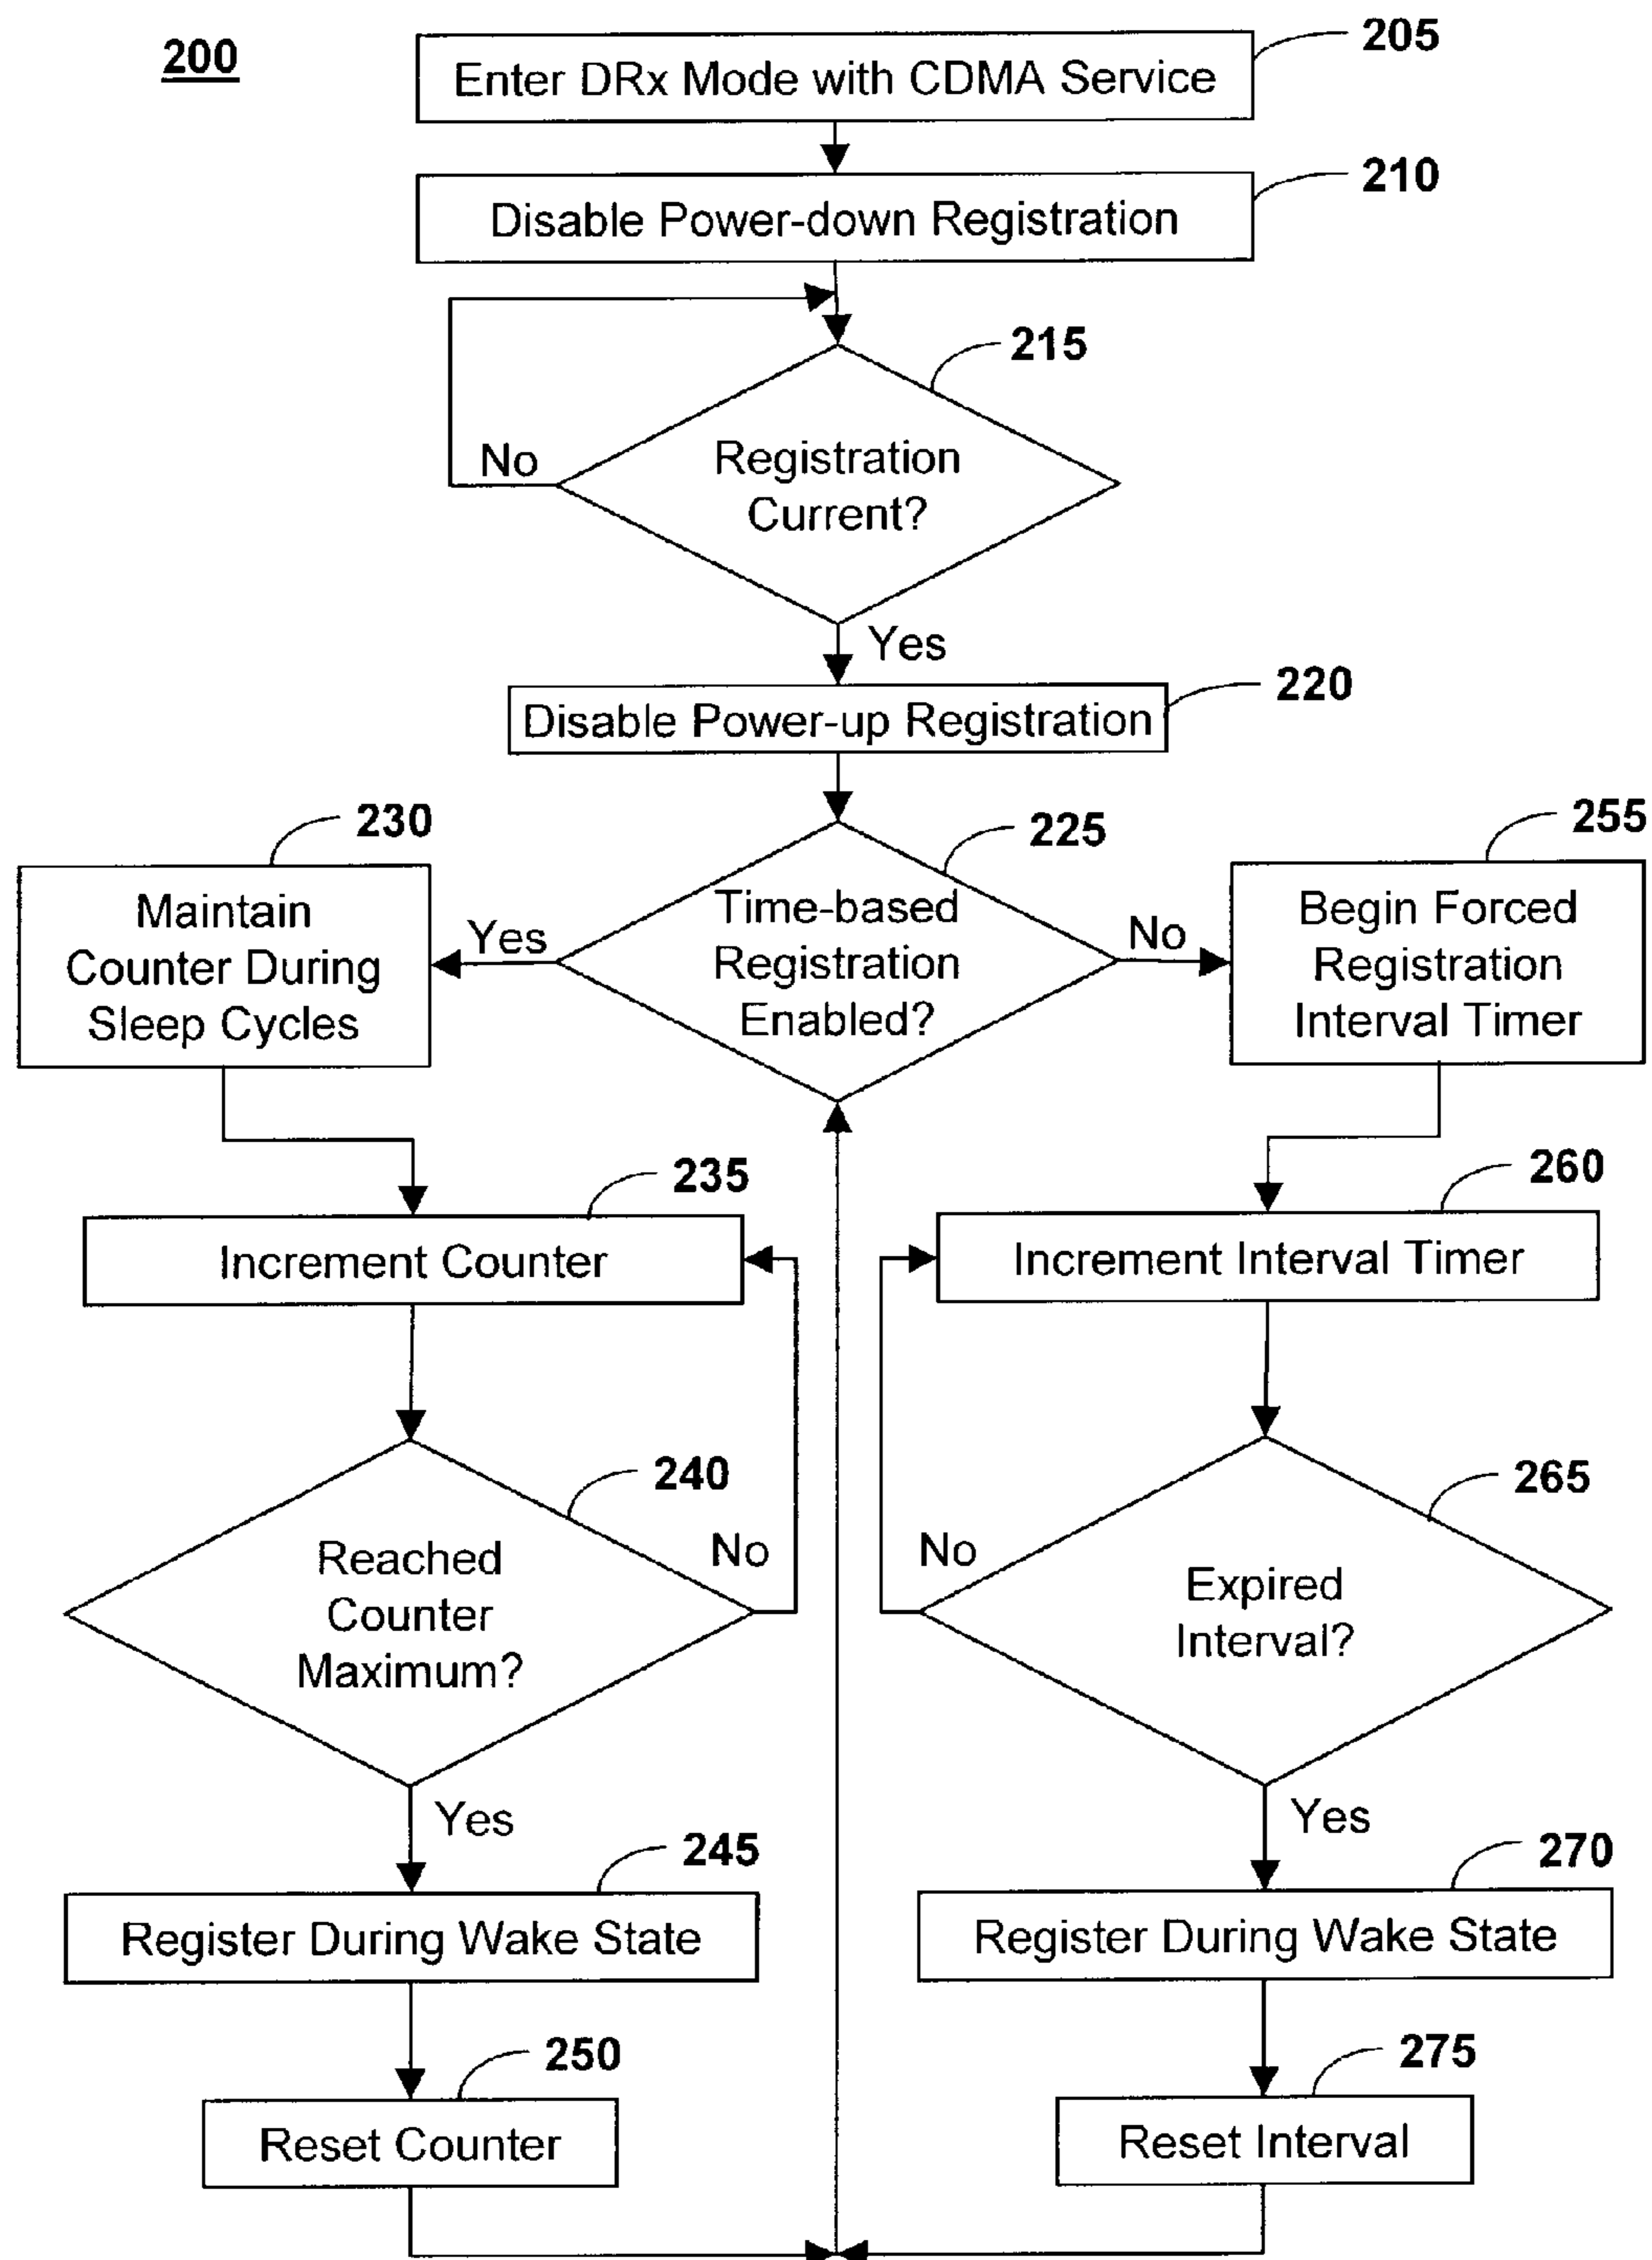 200
205
Enter DRx Mode with CDMA Service
210
Disable Power-down Registration
215
No
Registration
Current?
Yes
220
Disable Power-up Registration
230
225
255
Maintain
Counter During
Sleep Cycles
Yes
Time-based
Registration
Enabled?
No
Begin Forced
Registration
Interval Timer
235
260
Increment Counter
Increment Interval Timer
240
265
No
No
Reached
Counter
Maximum?
Expired
Interval?
Yes
Yes
245
270
Register During Wake State
Register During Wake State
250
275
Reset Counter
Reset Interval